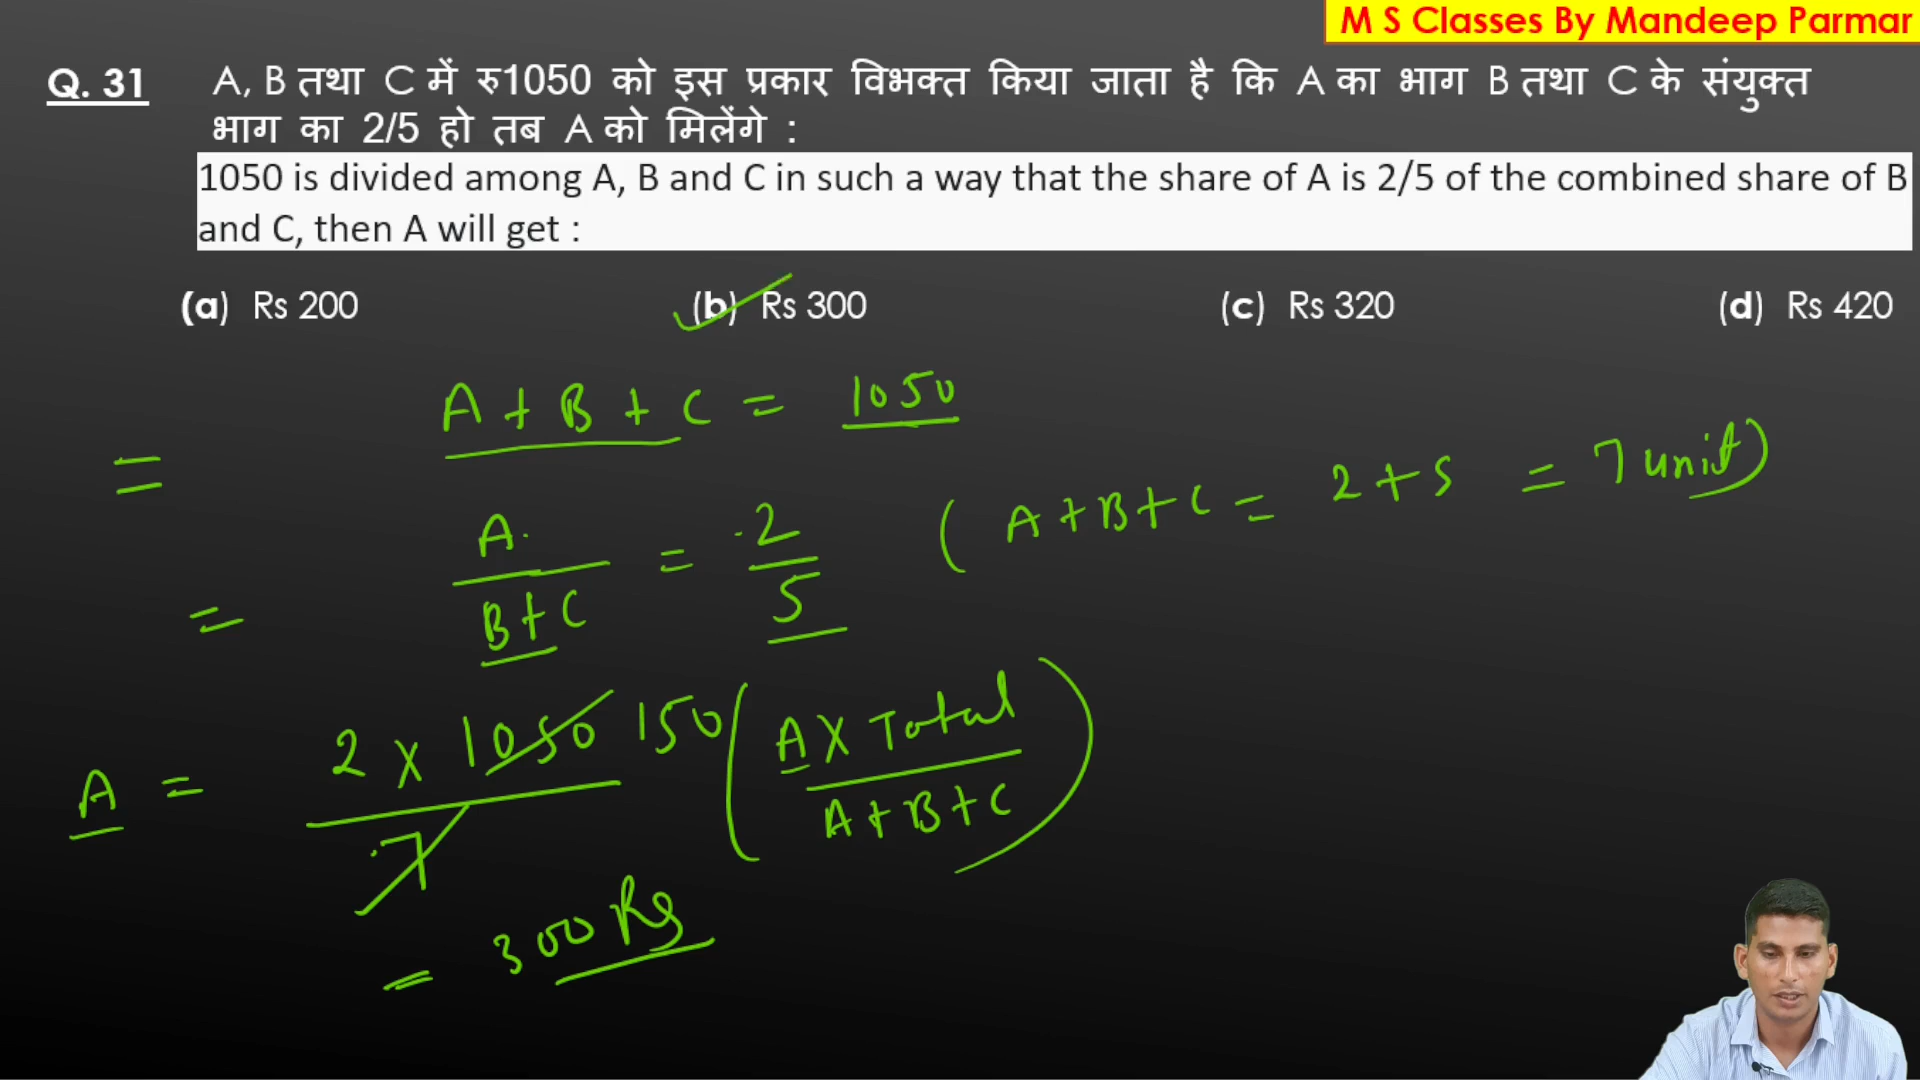 M S Classes By Mandeep Parmar
Q. 31 A, B तथा C में रु1050 को इस प्रकार विभक्त किया जाता है कि A का भाग B तथा C के संयुक्त
भाग का 2/5 हो तब A को मिलेंगे :
1050 is divided among A, B and C in such a way that the share of A is 2/5 of the combined share of B
and C, then A will get :
(a) Rs 200 (b) Rs 300 (c) Rs 320 (d) Rs 420
= A + B + C = 1050
= A/B+C = 2/5 (A+B+C = 2+5 = 7 unit)
A = 2 x 1050/7 150 (A x Total/A+B+C)
= 300 Rs